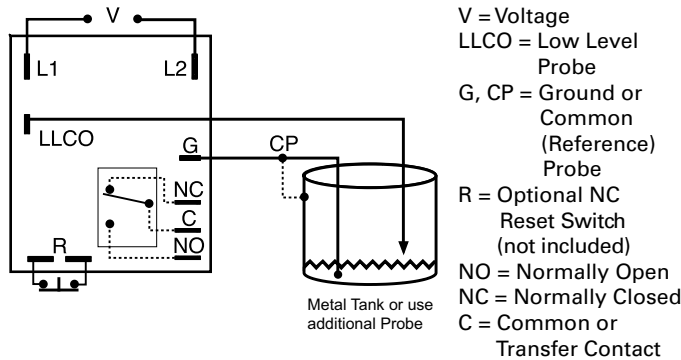 V
L1
L2
LLCO
G
CP
NC
C
NO
R
Metal Tank or use
additional Probe
V = Voltage
LLCO = Low Level
Probe
G, CP = Ground or
Common
(Reference)
Probe
R = Optional NC
Reset Switch
(not included)
NO = Normally Open
NC = Normally Closed
C = Common or
Transfer Contact